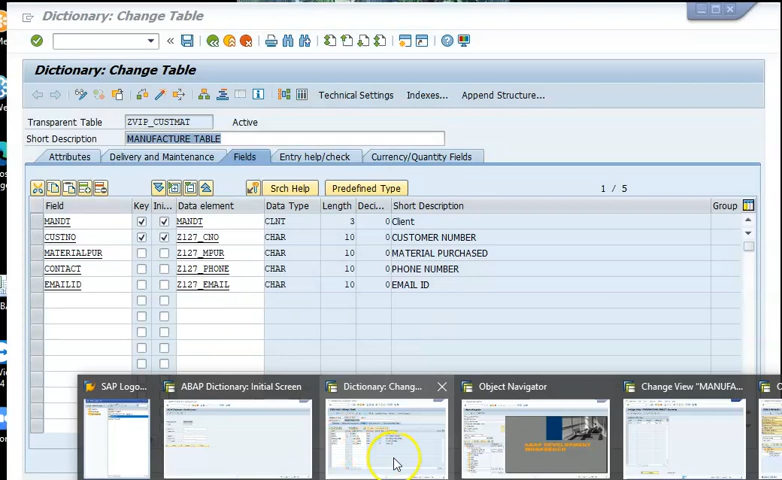 Dictionary: Change Table
Dictionary: Change Table
Technical Settings Indexes... Append Structure...
Transparent Table ZVIP_CUSTMAT Active
Short Description MANUFACTURE TABLE
Attributes Delivery and Maintenance Fields Entry help/check Currency/Quantity Fields
Srch Help Predefined Type 1 / 5
Field Key Ini... Data element Data Type Length Deci... Short Description Group
MANDT MANDT CLNT 3 0 Client
CUSTNO Z127_CNO CHAR 10 0 CUSTOMER NUMBER
MATERIALPUR Z127_MPUR CHAR 10 0 MATERIAL PURCHASED
CONTACT Z127_PHONE CHAR 10 0 PHONE NUMBER
EMAILID Z127_EMAIL CHAR 10 0 EMAIL ID
SAP Logo... ABAP Dictionary: Initial Screen Dictionary: Chang... Object Navigator Change View "MANUFA...